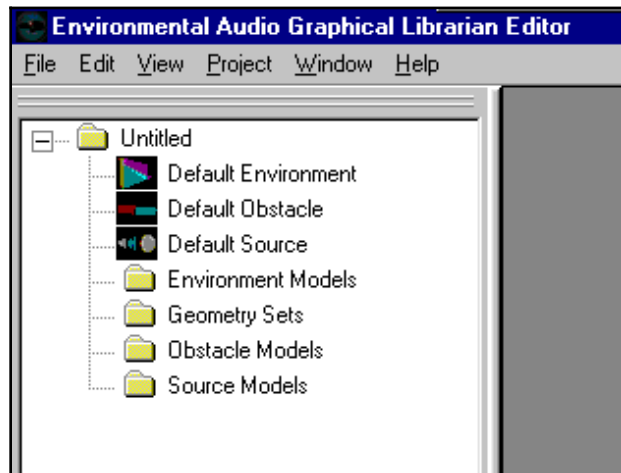 Environmental Audio Graphical Librarian Editor
File Edit View Project Window Help
Untitled
Default Environment
Default Obstacle
Default Source
Environment Models
Geometry Sets
Obstacle Models
Source Models